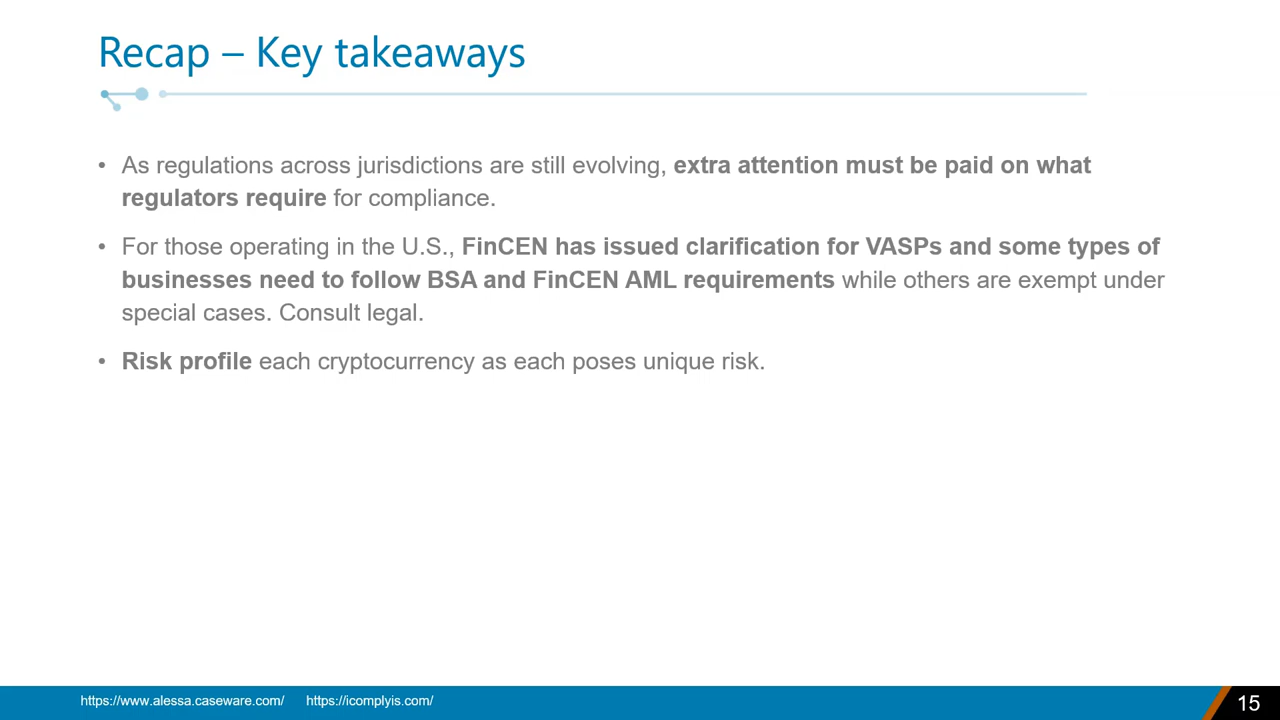 Recap – Key takeaways
• As regulations across jurisdictions are still evolving, extra attention must be paid on what
regulators require for compliance.
• For those operating in the U.S., FinCEN has issued clarification for VASPs and some types of
businesses need to follow BSA and FinCEN AML requirements while others are exempt under
special cases. Consult legal.
• Risk profile each cryptocurrency as each poses unique risk.
https://www.alessa.caseware.com/ https://icomplyis.com/
15